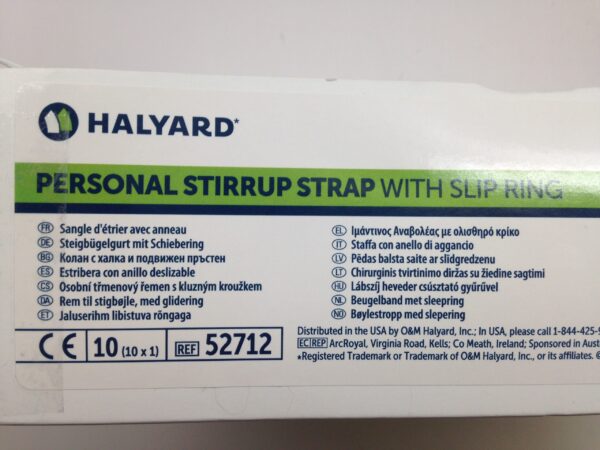 HALYARD*
PERSONAL STIRRUP STRAP WITH SLIP RING
FR Sangle d'étrier avec anneau
DE Steigbügelgurt mit Schiebering
BG Колан с халка и подвижен пръстен
ES Estribera con anillo deslizable
CS Osobní třmenový řemen s kluzným kroužkem
DA Rem til stigbøjle, med glidering
ET Jaluserihm libistuva rõngaga
EL Ιμάντινος Αναβολέας με ολισθηρό κρίκο
IT Staffa con anello di aggancio
LV Pēdas balsta saite ar slidgredzenu
LT Chirurginis tvirtinimo diržas su žiedine sagtimi
HU Lábszíj heveder csúsztató gyűrűvel
NL Beugelband met sleepring
NO Bøylestropp med slepering
CE 10 (10 x 1) REF 52712
Distributed in the USA by O&M Halyard, Inc.; In USA, please call 1-844-425-9
EC REP ArcRoyal, Virginia Road, Kells; Co Meath, Ireland; Sponsored in Aust
*Registered Trademark or Trademark of O&M Halyard, Inc., or its affiliates. ©